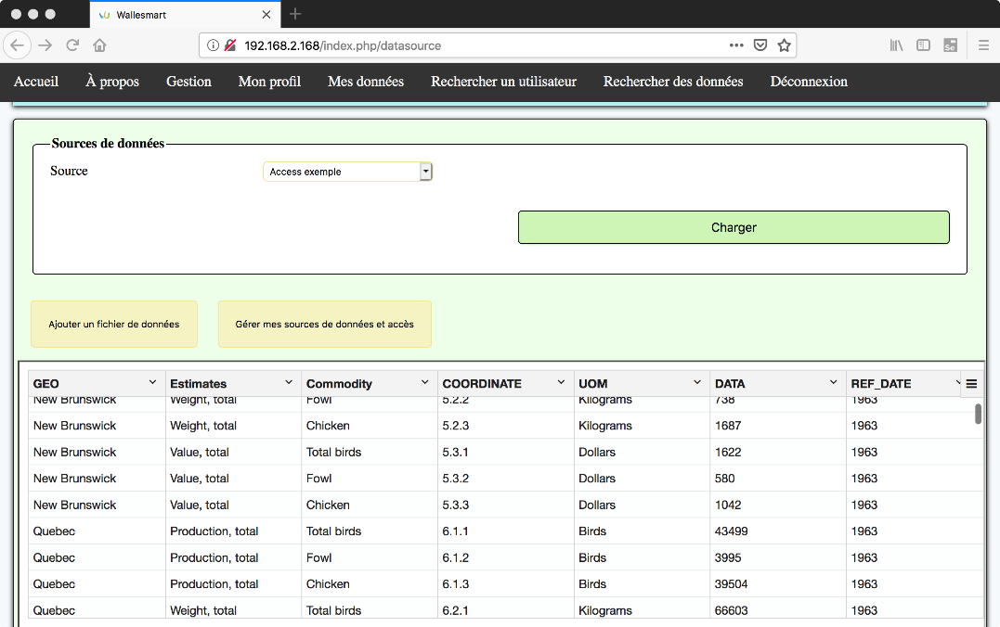 Wallesmart
192.168.2.168/index.php/datasource
Accueil À propos Gestion Mon profil Mes données Rechercher un utilisateur Rechercher des données Déconnexion
Sources de données
Source Access exemple
Charger
Ajouter un fichier de données Gérer mes sources de données et accès
GEO Estimates Commodity COORDINATE UOM DATA REF_DATE
New Brunswick Weight, total Fowl 5.2.2 Kilograms 738 1963
New Brunswick Weight, total Chicken 5.2.3 Kilograms 1687 1963
New Brunswick Value, total Total birds 5.3.1 Dollars 1622 1963
New Brunswick Value, total Fowl 5.3.2 Dollars 580 1963
New Brunswick Value, total Chicken 5.3.3 Dollars 1042 1963
Quebec Production, total Total birds 6.1.1 Birds 43499 1963
Quebec Production, total Fowl 6.1.2 Birds 3995 1963
Quebec Production, total Chicken 6.1.3 Birds 39504 1963
Quebec Weight, total Total birds 6.2.1 Kilograms 66603 1963